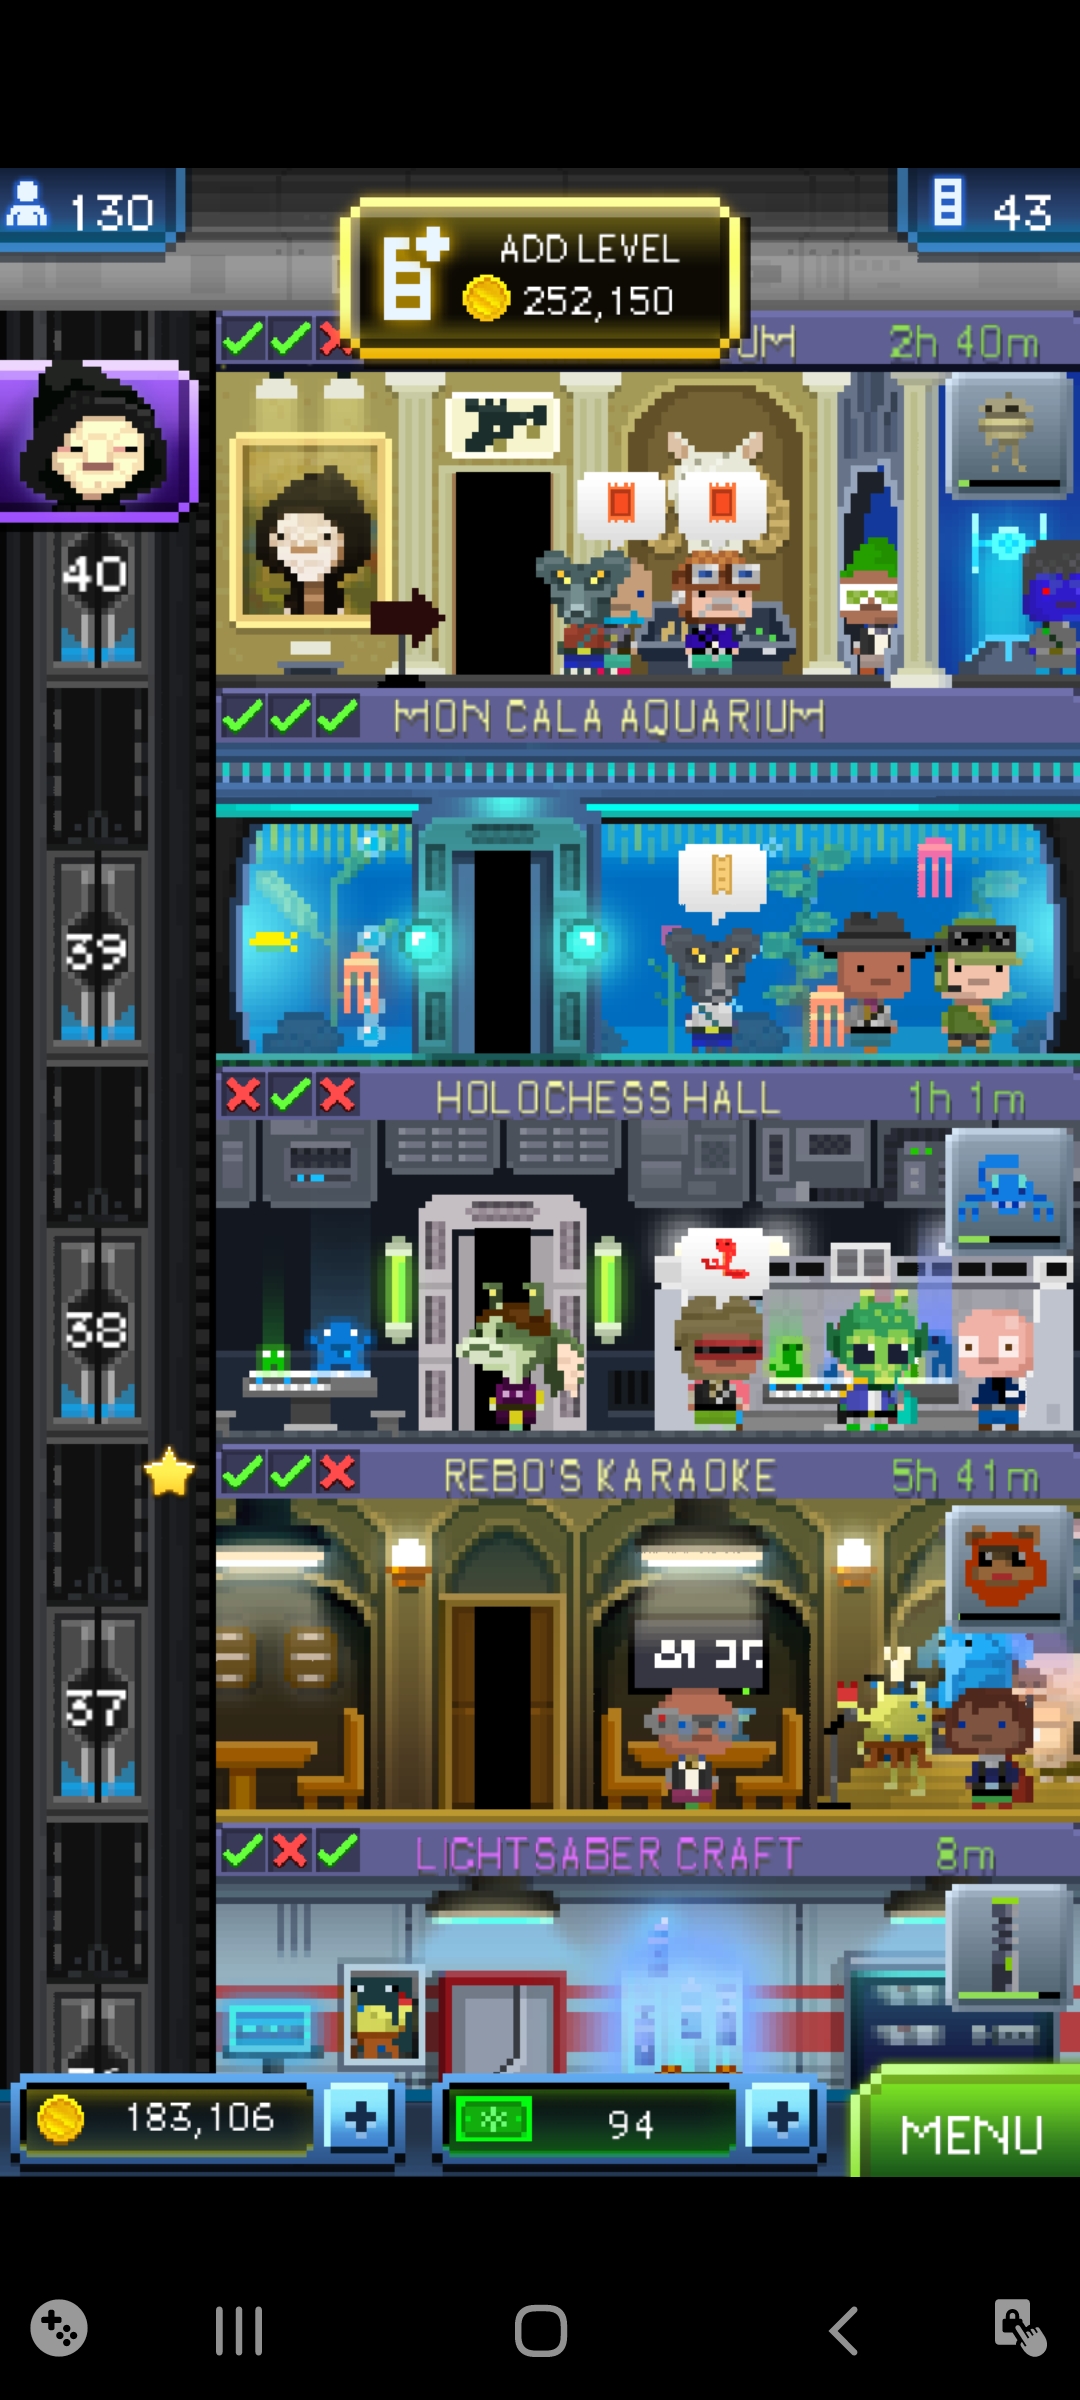 130
43
ADD LEVEL
252,150
2h 40m
40
MON CALA AQUARIUM
39
HOLOCHESS HALL
1h 1m
38
REBO'S KARAOKE
5h 41m
37
LIGHTSABER CRAFT
8m
183,106
94
MENU